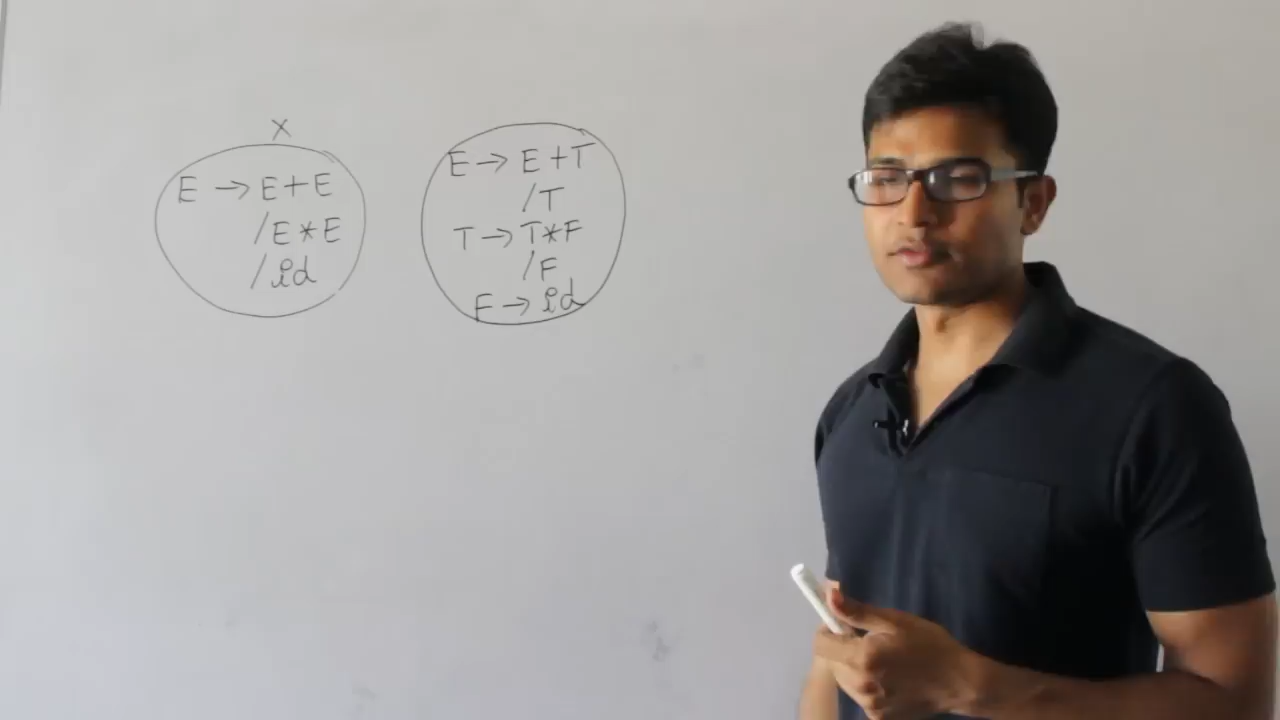 X
E → E + E
/ E * E
/ id
E → E + T
/ T
T → T * F
/ F
F → id